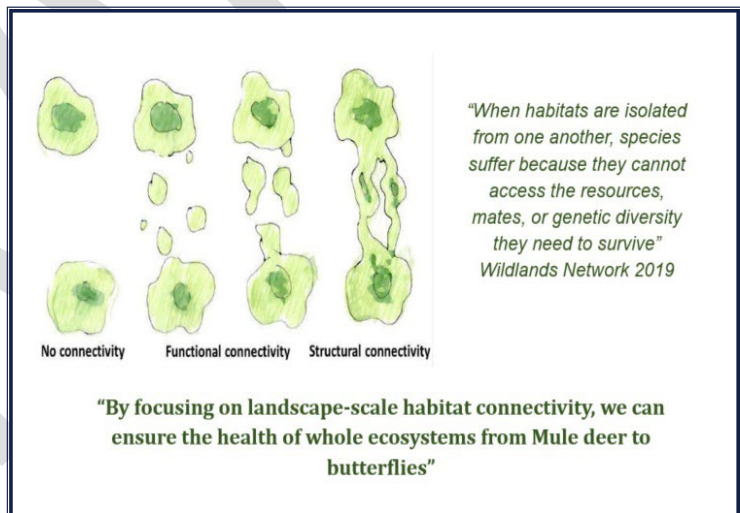 “When habitats are isolated
from one another, species
suffer because they cannot
access the resources,
mates, or genetic diversity
they need to survive”
Wildlands Network 2019
No connectivity
Functional connectivity
Structural connectivity
“By focusing on landscape-scale habitat connectivity, we can
ensure the health of whole ecosystems from Mule deer to
butterflies”